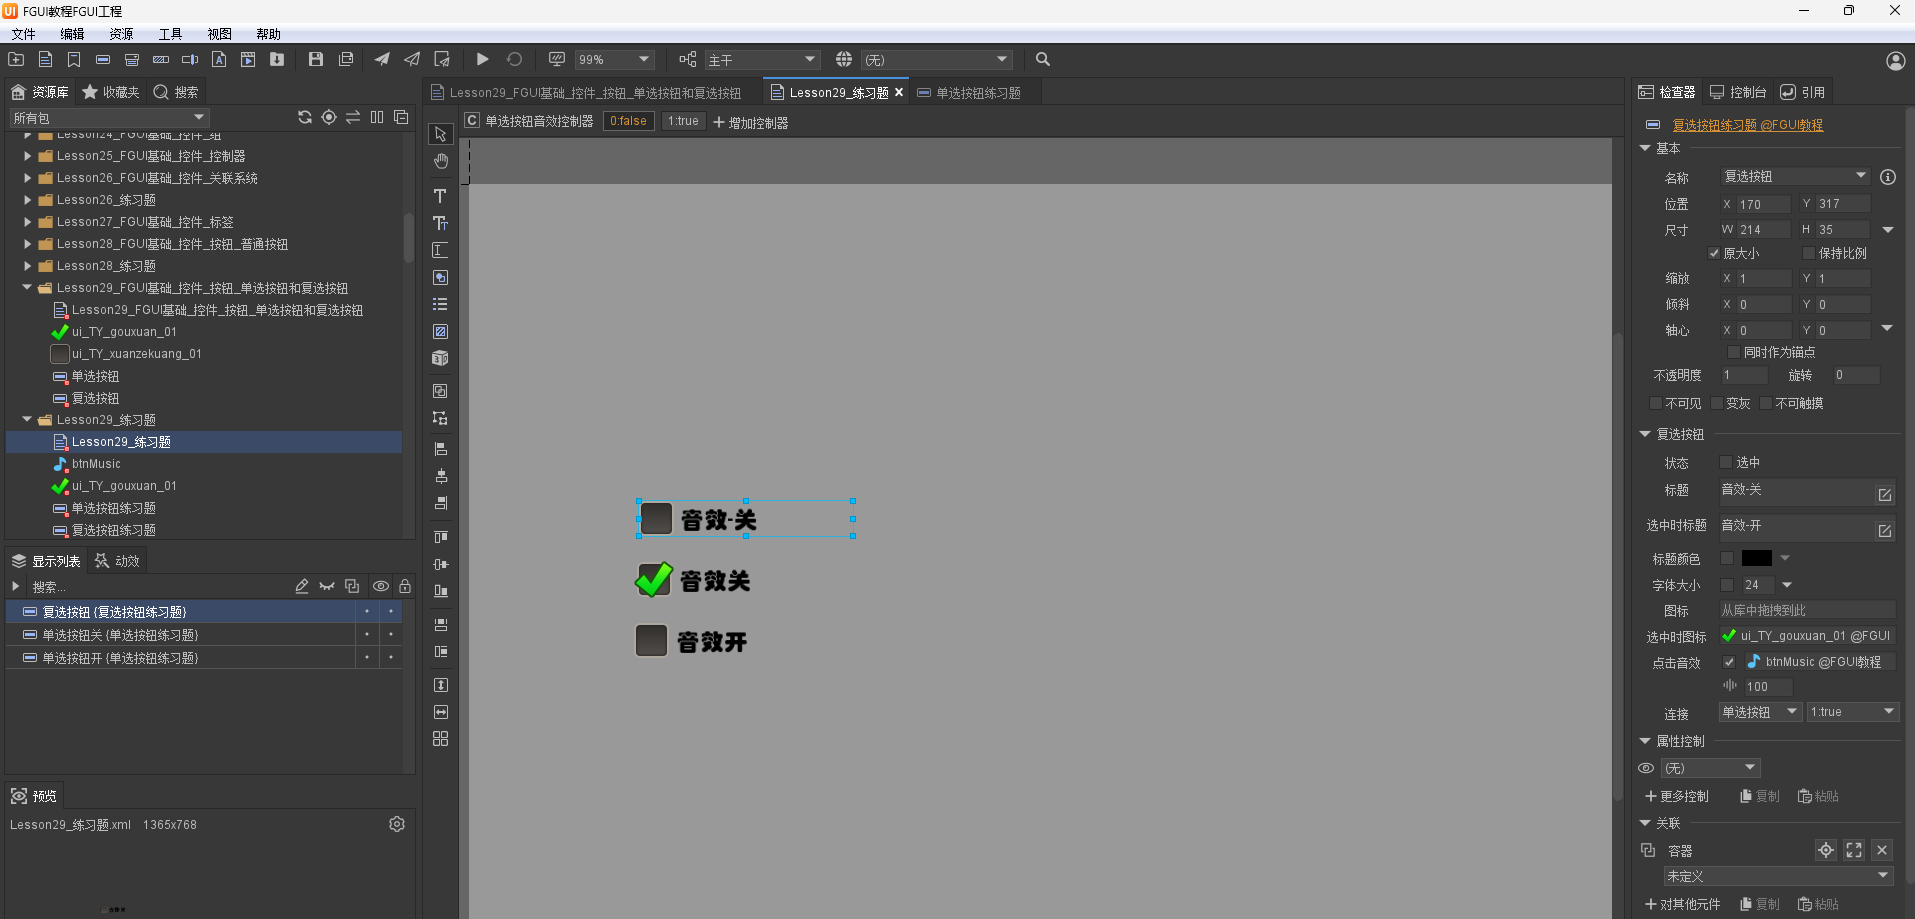 FGUI教程FGUI工程
文件 编辑 资源 工具 视图 帮助
99% 主干 (无)
资源库 收藏夹 搜索
所有包
Lesson24_FGUI基础_控件_组
Lesson25_FGUI基础_控件_控制器
Lesson26_FGUI基础_控件_关联系统
Lesson26_练习题
Lesson27_FGUI基础_控件_标签
Lesson28_FGUI基础_控件_按钮_普通按钮
Lesson28_练习题
Lesson29_FGUI基础_控件_按钮_单选按钮和复选按钮
Lesson29_FGUI基础_控件_按钮_单选按钮和复选按钮
ui_TY_gouxuan_01
ui_TY_xuanzekuang_01
单选按钮
复选按钮
Lesson29_练习题
Lesson29_练习题
btnMusic
ui_TY_gouxuan_01
单选按钮练习题
复选按钮练习题
显示列表 动效
搜索...
复选按钮 {复选按钮练习题}
单选按钮关 {单选按钮练习题}
单选按钮开 {单选按钮练习题}
预览
Lesson29_练习题.xml 1365x768
Lesson29_FGUI基础_控件_按钮_单选按钮和复选按钮 Lesson29_练习题 单选按钮练习题
C 单选按钮音效控制器 0:false 1:true 增加控制器
音效-关
音效关
音效开
检查器 控制台 引用
复选按钮练习题 @FGUI教程
基本
名称 复选按钮
位置 X 170 Y 317
尺寸 W 214 H 35
原大小 保持比例
缩放 X 1 Y 1
倾斜 X 0 Y 0
轴心 X 0 Y 0
同时作为锚点
不透明度 1 旋转 0
不可见 变灰 不可触摸
复选按钮
状态 选中
标题 音效-关
选中时标题 音效-开
标题颜色
字体大小 24
图标 从库中拖拽到此
选中时图标 ui_TY_gouxuan_01 @FGUI
点击音效 btnMusic @FGUI教程
100
连接 单选按钮 1:true
属性控制
(无)
更多控制 复制 粘贴
关联
容器
未定义
对其他元件 复制 粘贴